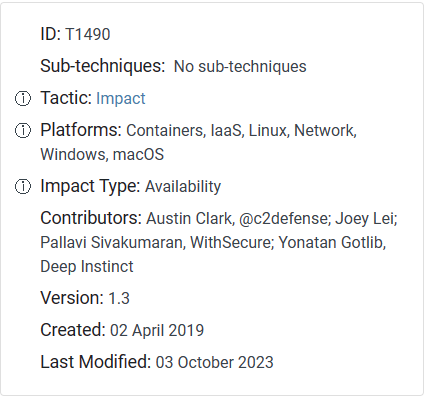 ID: T1490
Sub-techniques: No sub-techniques
Tactic: Impact
Platforms: Containers, IaaS, Linux, Network,
Windows, macOS
Impact Type: Availability
Contributors: Austin Clark, @c2defense; Joey Lei;
Pallavi Sivakumaran, WithSecure; Yonatan Gotlib,
Deep Instinct
Version: 1.3
Created: 02 April 2019
Last Modified: 03 October 2023